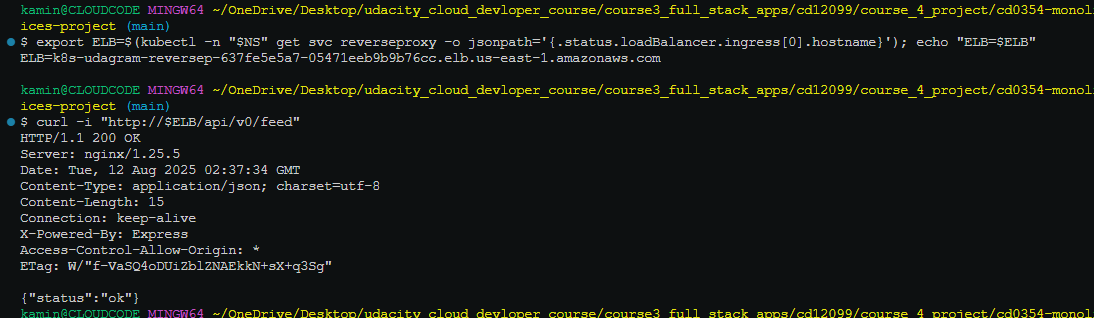 kamin@CLOUDCODE MINGW64 ~/OneDrive/Desktop/udacity_cloud_devloper_course/course3_full_stack_apps/cd12099/course_4_project/cd0354-monoli
ices-project (main)
$ export ELB=$(kubectl -n "$NS" get svc reverseproxy -o jsonpath='{.status.loadBalancer.ingress[0].hostname}'); echo "ELB=$ELB"
ELB=k8s-udagram-reversep-637fe5e5a7-05471eeb9b9b76cc.elb.us-east-1.amazonaws.com
kamin@CLOUDCODE MINGW64 ~/OneDrive/Desktop/udacity_cloud_devloper_course/course3_full_stack_apps/cd12099/course_4_project/cd0354-monoli
ices-project (main)
$ curl -i "http://$ELB/api/v0/feed"
HTTP/1.1 200 OK
Server: nginx/1.25.5
Date: Tue, 12 Aug 2025 02:37:34 GMT
Content-Type: application/json; charset=utf-8
Content-Length: 15
Connection: keep-alive
X-Powered-By: Express
Access-Control-Allow-Origin: *
ETag: W/"f-VaSQ4oDUiZblZNAEkkN+sX+q3Sg"
{"status":"ok"}
kamin@CLOUDCODE MINGW64 ~/OneDrive/Desktop/udacity_cloud_devloper_course/course3_full_stack_apps/cd12099/course_4_project/cd0354-monoli